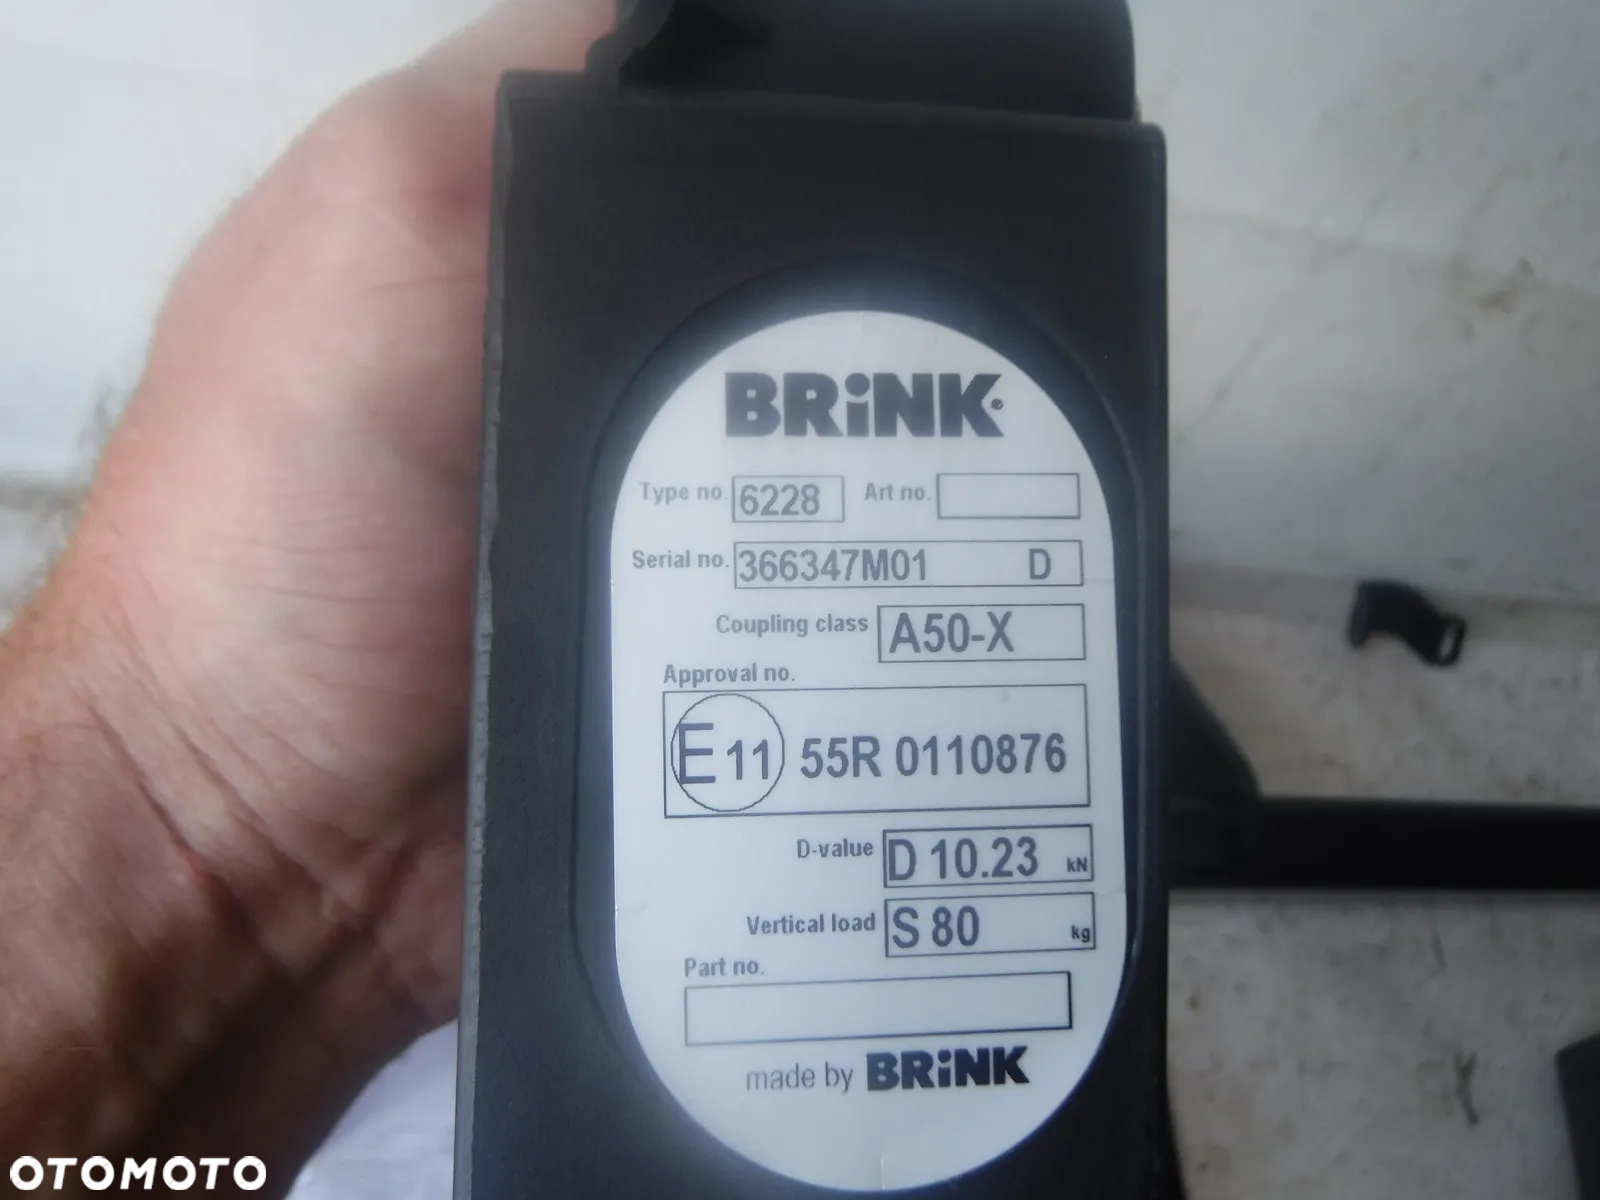 BRiNK®
Type no. 6228 Art no.
Serial no. 366347M01 D
Coupling class A50-X
Approval no.
E11 55R 0110876
D-value D 10.23 kN
Vertical load S 80 kg
Part no.
made by BRiNK
OTOMOTO